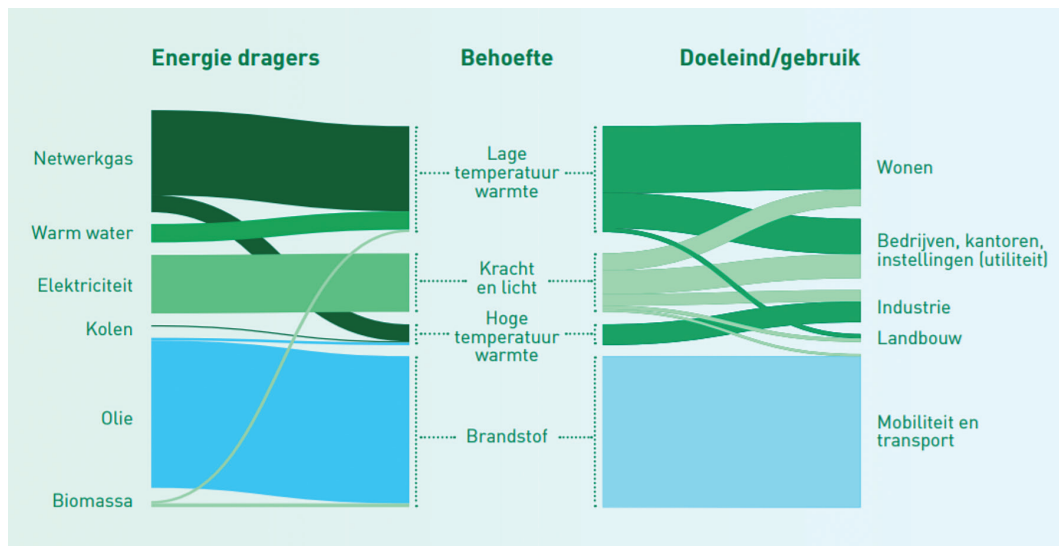 Energie dragers
Behoefte
Doeleind/gebruik
Netwerkgas
Warm water
Elektriciteit
Kolen
Olie
Biomassa
Lage
temperatuur
warmte
Kracht
en licht
Hoge
temperatuur
warmte
Brandstof
Wonen
Bedrijven, kantoren,
instellingen (utiliteit)
Industrie
Landbouw
Mobiliteit en
transport